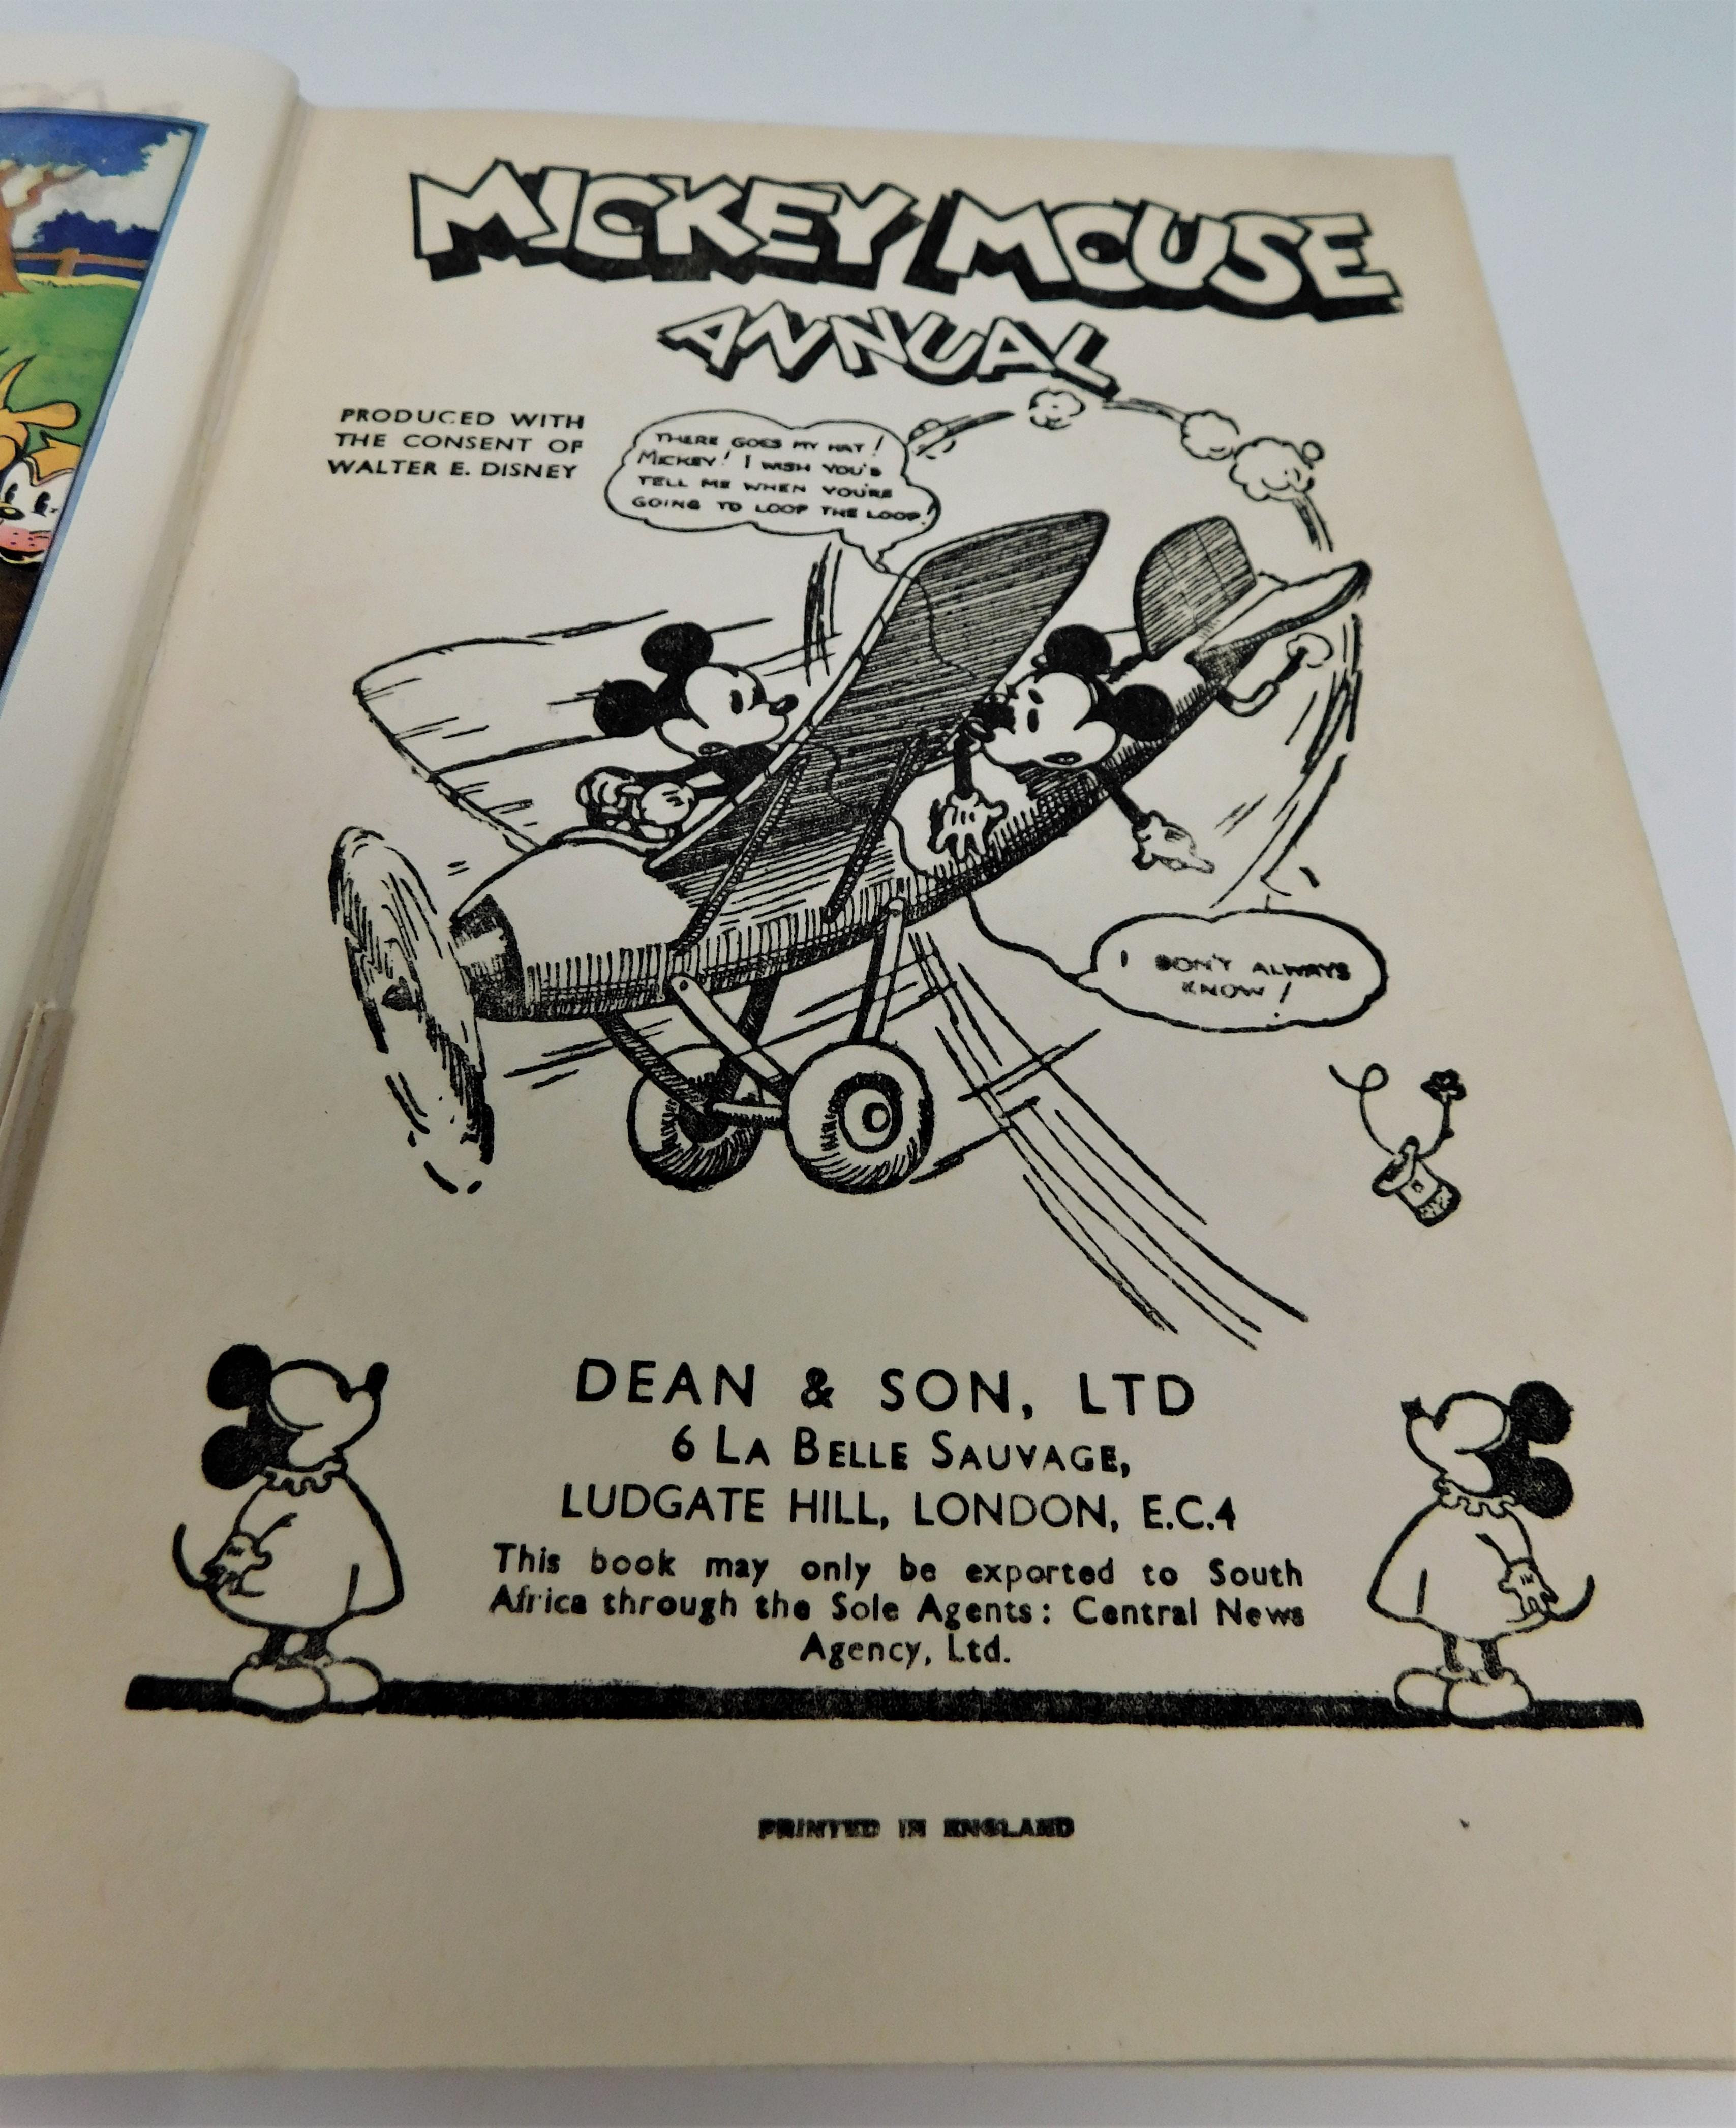 MICKEY MOUSE
ANNUAL
PRODUCED WITH
THE CONSENT OF
WALTER E. DISNEY
THERE GOES MY HAT!
MICKEY! I WISH YOU'D
TELL ME WHEN YOU'RE
GOING TO LOOP THE LOOP!
I DON'T ALWAYS
KNOW!
DEAN & SON, LTD
6 LA BELLE SAUVAGE,
LUDGATE HILL, LONDON, E.C.4
This book may only be exported to South
Africa through the Sole Agents: Central News
Agency, Ltd.
PRINTED IN ENGLAND